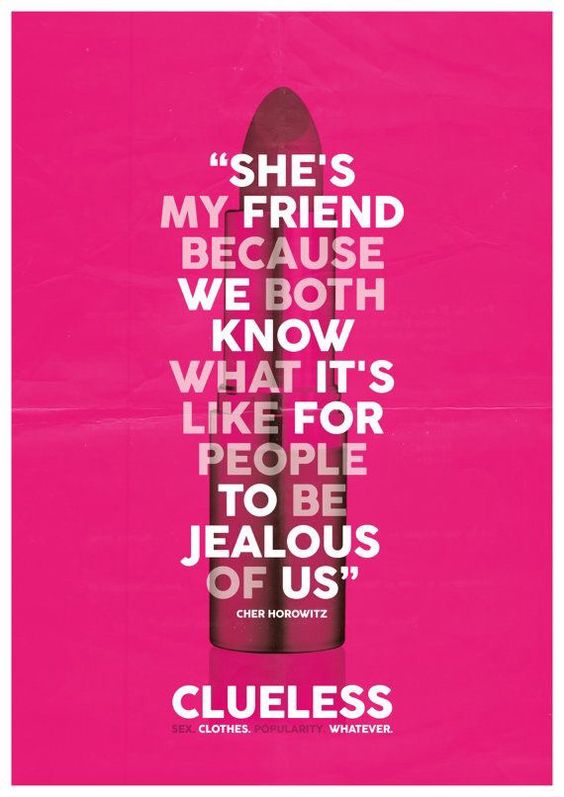 “SHE'S
MY FRIEND
BECAUSE
WE BOTH
KNOW
WHAT IT'S
LIKE FOR
PEOPLE
TO BE
JEALOUS
OF US”
CHER HOROWITZ
CLUELESS
SEX. CLOTHES. POPULARITY. WHATEVER.